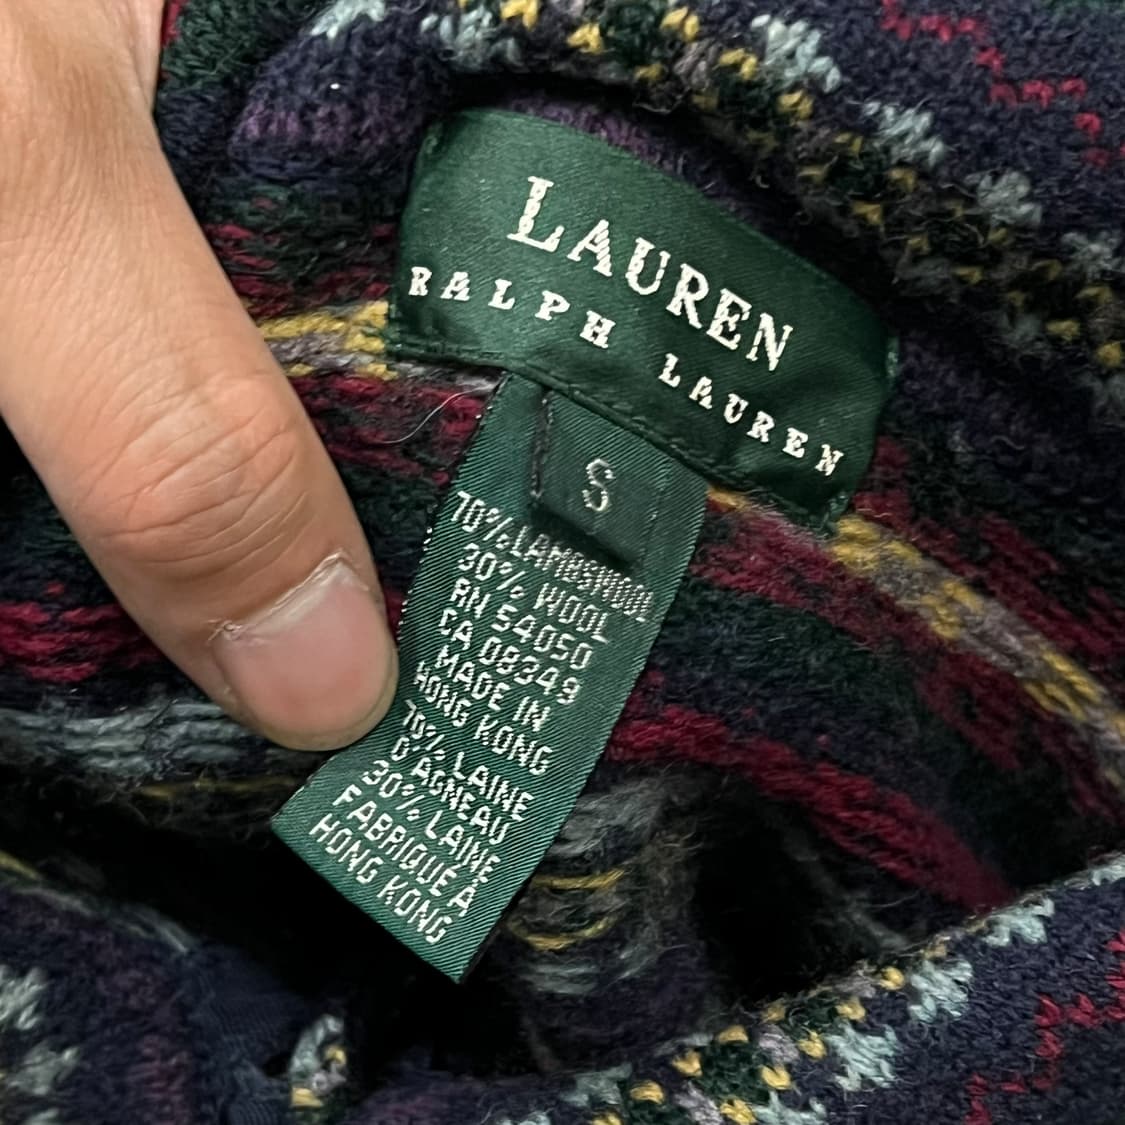 LAUREN
RALPH LAUREN
S
70% LAMBSWOOL
30% WOOL
RN 54050
CA 08349
MADE IN
HONG KONG
70% LAINE
D'AGNEAU
30% LAINE
FABRIQUE À
HONG KONG